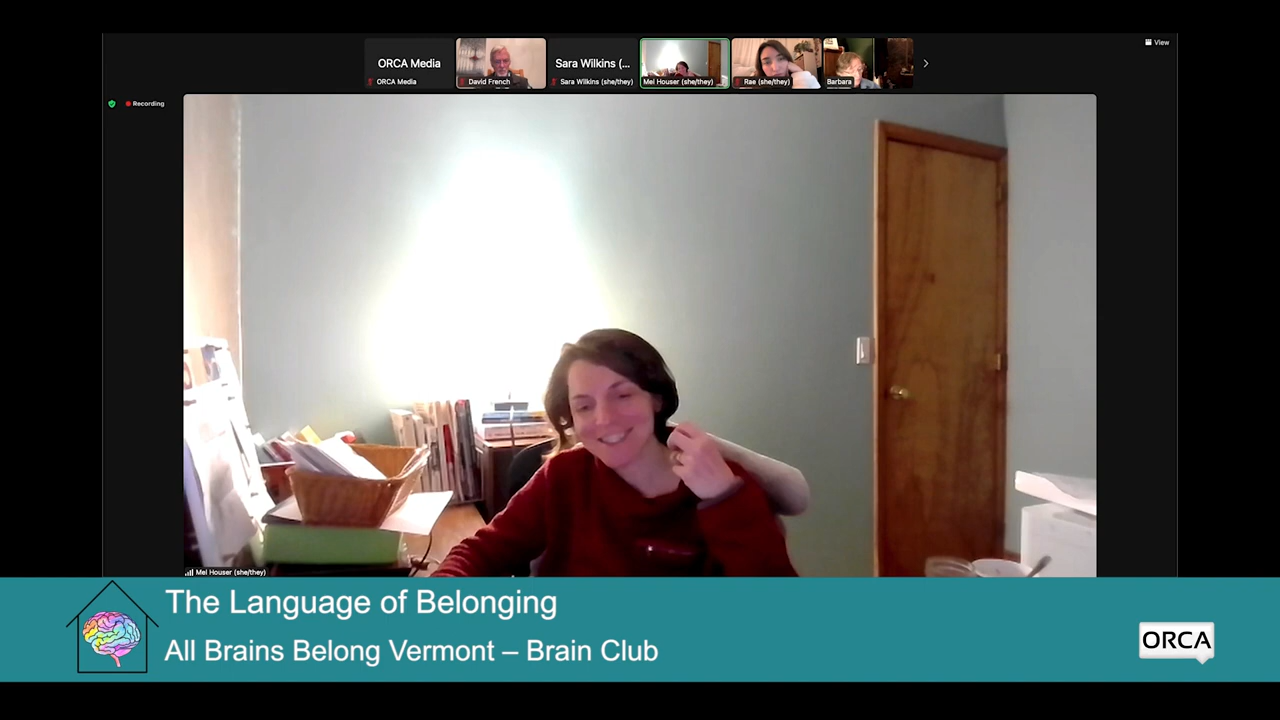 View
ORCA Media
Sara Wilkins (...
ORCA Media
David French
Sara Wilkins (she/they)
Mel Houser (she/they)
Rae (she/they)
Barbara
Recording
Mel Houser (she/they)
The Language of Belonging
All Brains Belong Vermont – Brain Club
ORCA